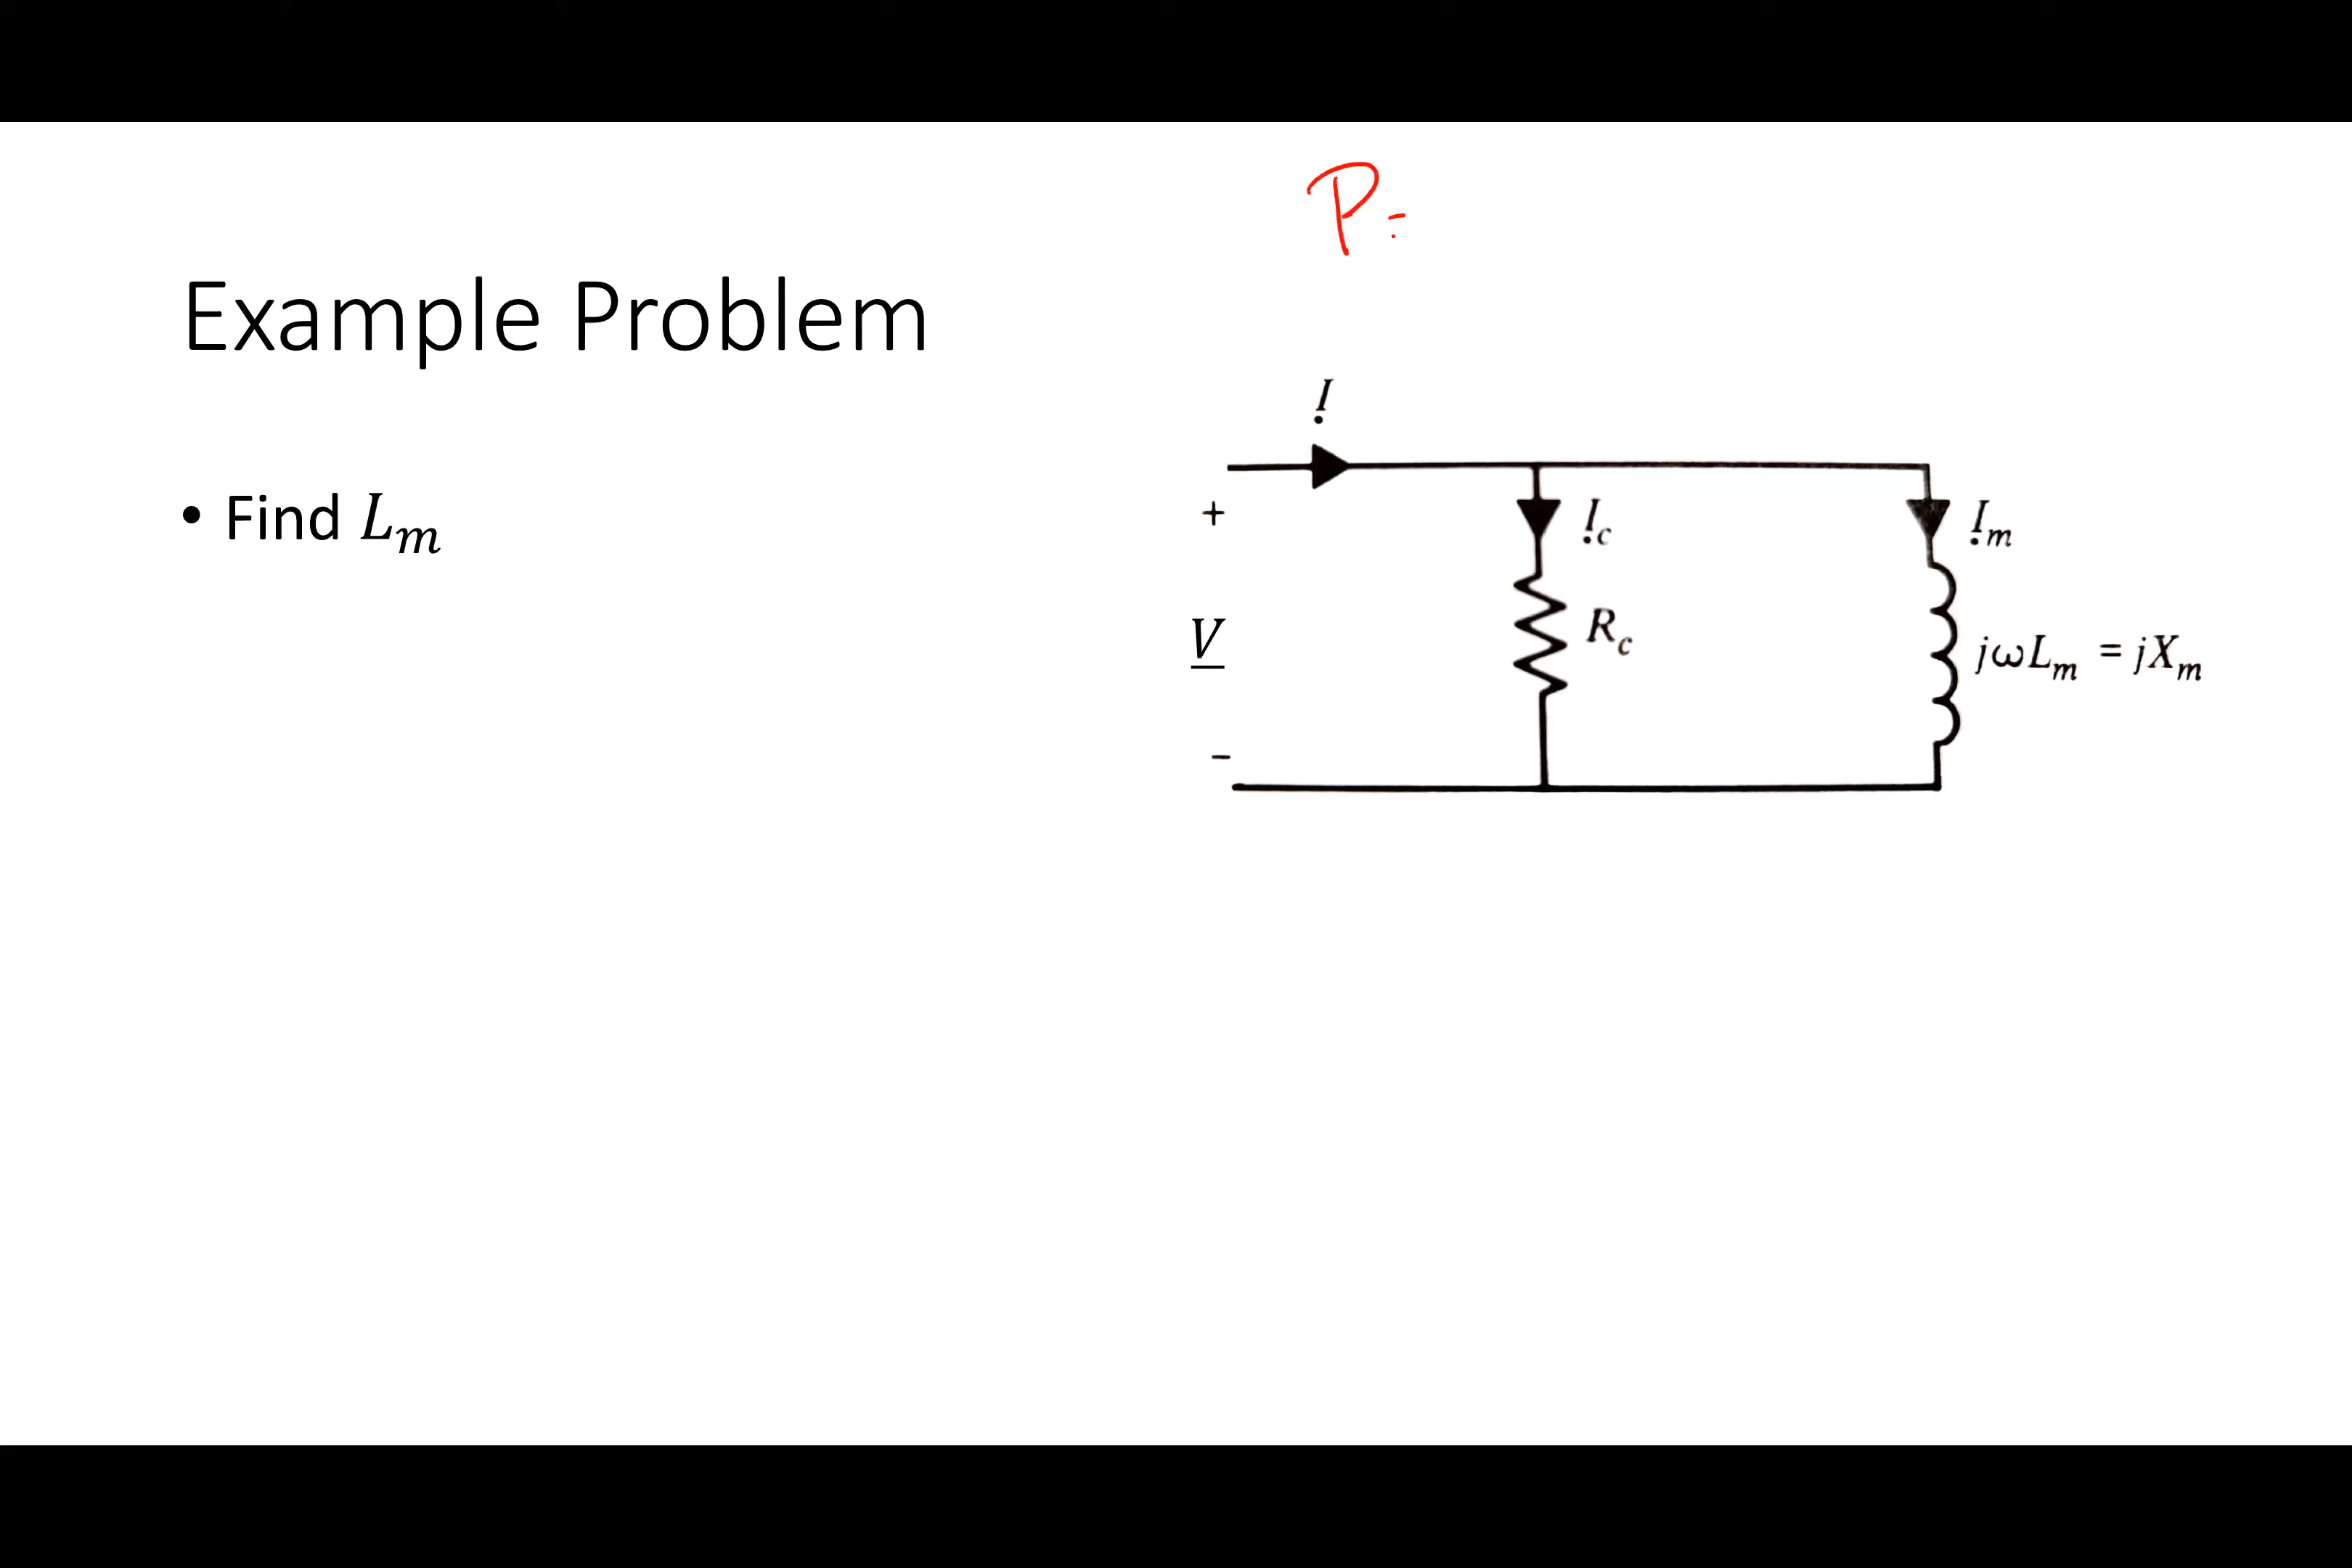 P=
Example Problem
I
• Find Lm
+
Ic
Im
V
Rc
jωLm = jXm
−